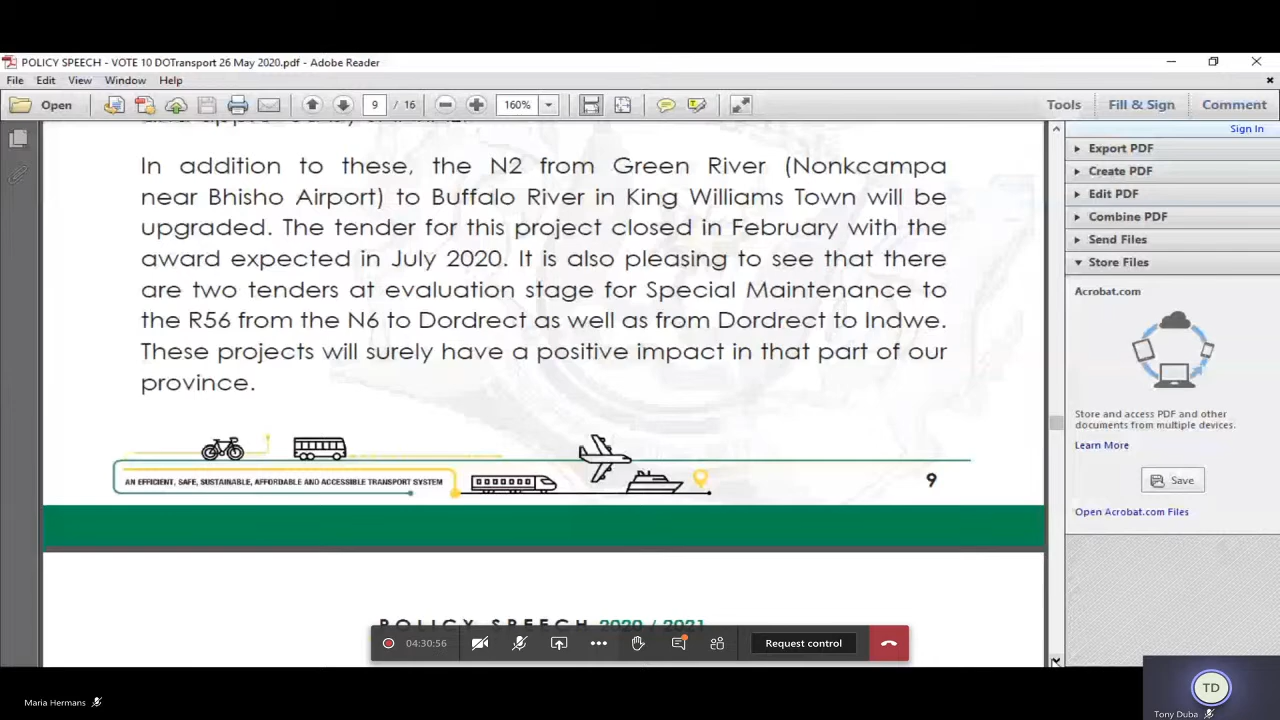 POLICY SPEECH - VOTE 10 DOTransport 26 May 2020.pdf - Adobe Reader
File Edit View Window Help
Open 9 / 16 160% Tools Fill & Sign Comment
Sign In
Export PDF
Create PDF
Edit PDF
Combine PDF
Send Files
Store Files
Acrobat.com
Store and access PDF and other
documents from multiple devices.
Learn More
Save
Open Acrobat.com Files
In addition to these, the N2 from Green River (Nonkcampa
near Bhisho Airport) to Buffalo River in King Williams Town will be
upgraded. The tender for this project closed in February with the
award expected in July 2020. It is also pleasing to see that there
are two tenders at evaluation stage for Special Maintenance to
the R56 from the N6 to Dordrect as well as from Dordrect to Indwe.
These projects will surely have a positive impact in that part of our
province.
AN EFFICIENT, SAFE, SUSTAINABLE, AFFORDABLE AND ACCESSIBLE TRANSPORT SYSTEM
9
POLICY SPEECH 2020 / 2021
04:30:56 Request control
TD
Maria Hermans
Tony Duba